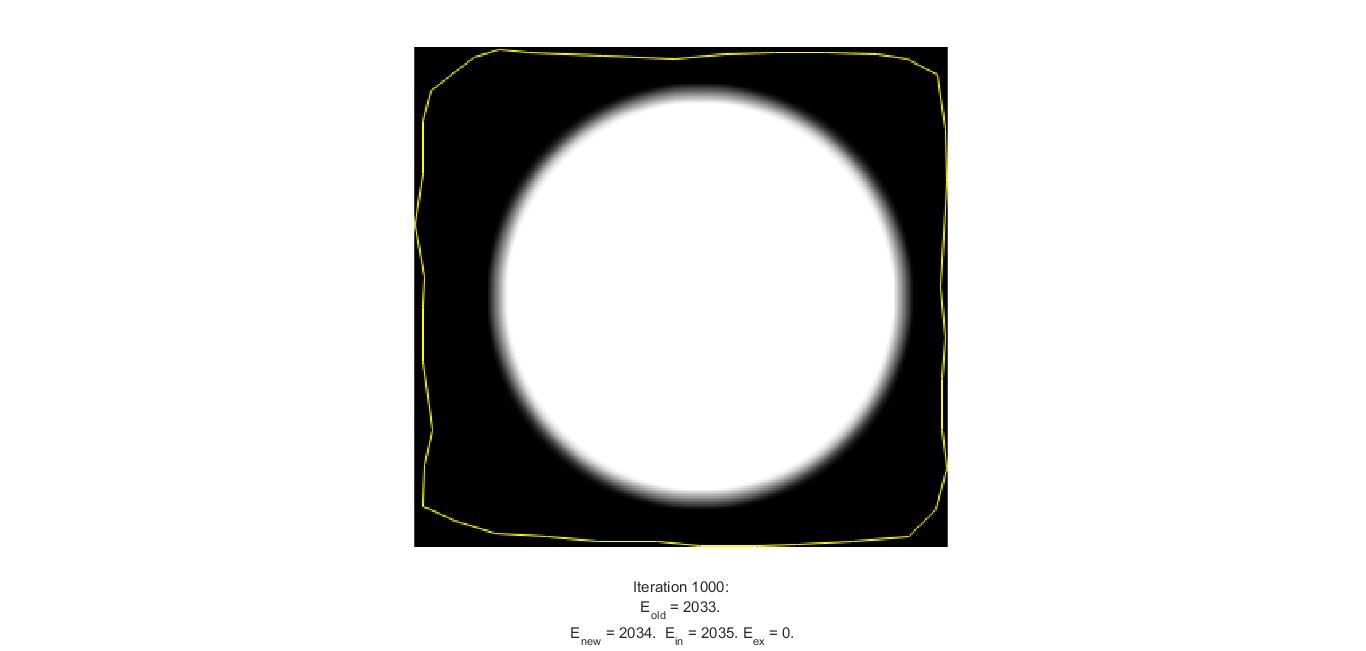 Iteration 1000:
E_old = 2033.
E_new = 2034. E_in = 2035. E_ex = 0.